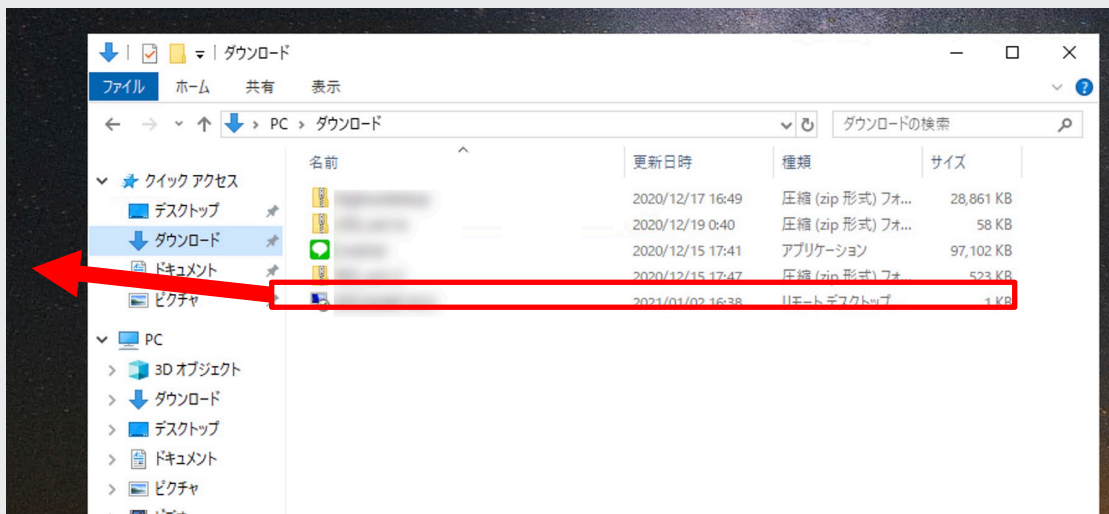 ダウンロード
ファイル ホーム 共有 表示
PC ダウンロード ダウンロードの検索
名前 更新日時 種類 サイズ
クイック アクセス
デスクトップ
ダウンロード
ドキュメント
ピクチャ
PC
3D オブジェクト
ダウンロード
デスクトップ
ドキュメント
ピクチャ
2020/12/17 16:49 圧縮 (zip 形式) フォ... 28,861 KB
2020/12/19 0:40 圧縮 (zip 形式) フォ... 58 KB
2020/12/15 17:41 アプリケーション 97,102 KB
2020/12/15 17:47 圧縮 (zip 形式) フォ... 523 KB
2021/01/02 16:38 リモート デスクトップ 1 KB